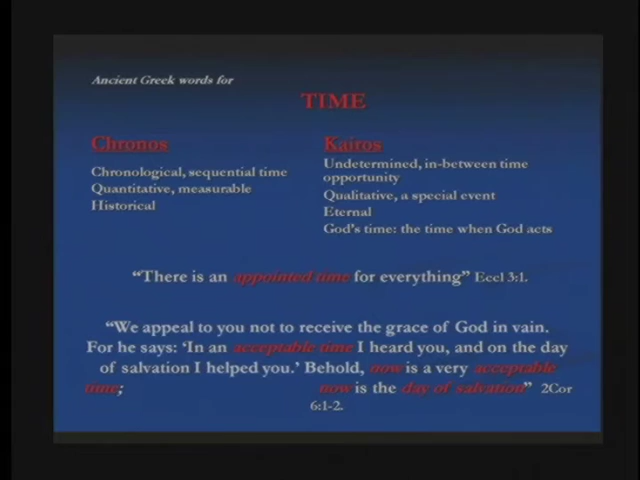 Ancient Greek words for
TIME
Chronos
Chronological, sequential time
Quantitative, measurable
Historical
Kairos
Undetermined, in-between time
opportunity
Qualitative, a special event
Eternal
God's time: the time when God acts
“There is an appointed time for everything” Eccl 3:1.
“We appeal to you not to receive the grace of God in vain.
For he says: ‘In an acceptable time I heard you, and on the day
of salvation I helped you.’ Behold, now is a very acceptable
time; now is the day of salvation” 2Cor
6:1-2.